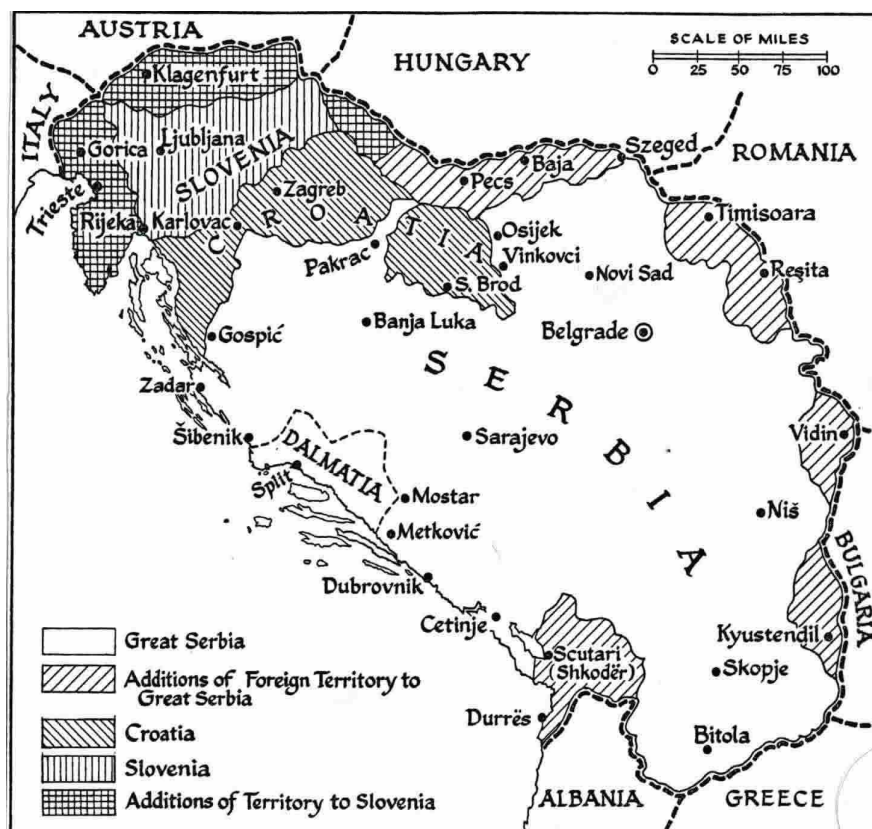 AUSTRIA
HUNGARY
SCALE OF MILES
0 25 50 75 100
ITALY
Klagenfurt
Gorica
Ljubljana
SLOVENIA
Trieste
Rijeka
Karlovac
Zagreb
CROATIA
Pecs
Baja
Szeged
ROMANIA
Timisoara
Reşita
Osijek
Vinkovci
Pakrac
S. Brod
Novi Sad
Banja Luka
Belgrade
Gospić
Zadar
SERBIA
Šibenik
DALMATIA
Split
Sarajevo
Vidin
Mostar
Metković
Niš
BULGARIA
Dubrovnik
Cetinje
Kyustendil
Scutari
(Shkodër)
Skopje
Durrës
Bitola
ALBANIA
GREECE
Great Serbia
Additions of Foreign Territory to
Great Serbia
Croatia
Slovenia
Additions of Territory to Slovenia